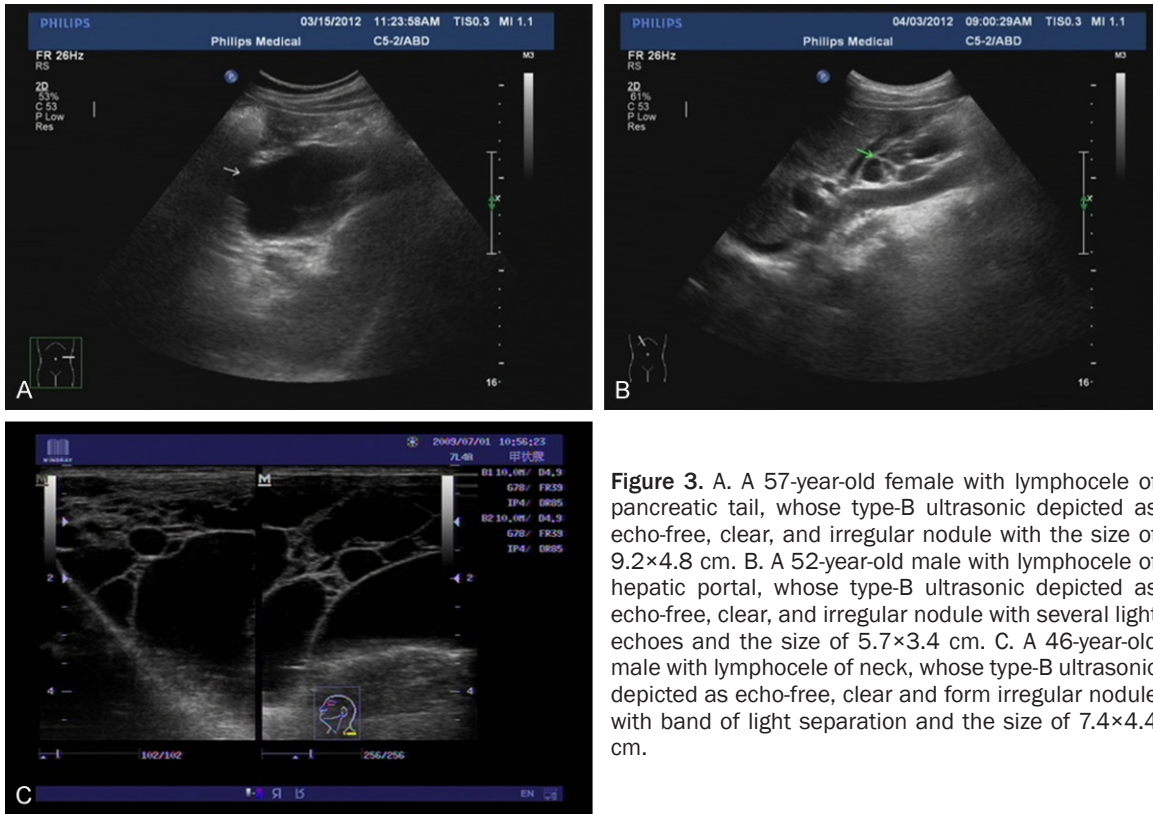 PHILIPS
03/15/2012 11:23:58AM TIS0.3 MI 1.1
Philips Medical C5-2/ABD
FR 26Hz
RS
2D
53%
C 53
P Low
Res
M3
P
x
16
A
PHILIPS
04/03/2012 09:00:29AM TIS0.3 MI 1.1
Philips Medical C5-2/ABD
FR 26Hz
RS
2D
61%
C 53
P Low
Res
M3
P
x
16
B
MINDRAY
2009/07/01 10:56:23
7L4A 甲状腺
B1 10.0M/ D4.9
G78/ FR39
IP4/ DR85
B2 10.0M/ D4.9
G78/ FR39
IP4/ DR85
M
2
2
4
4
102/102
256/256
EN
C
Figure 3. A. A 57-year-old female with lymphocele of
pancreatic tail, whose type-B ultrasonic depicted as
echo-free, clear, and irregular nodule with the size of
9.2×4.8 cm. B. A 52-year-old male with lymphocele of
hepatic portal, whose type-B ultrasonic depicted as
echo-free, clear, and irregular nodule with several light
echoes and the size of 5.7×3.4 cm. C. A 46-year-old
male with lymphocele of neck, whose type-B ultrasonic
depicted as echo-free, clear and form irregular nodule
with band of light separation and the size of 7.4×4.4
cm.